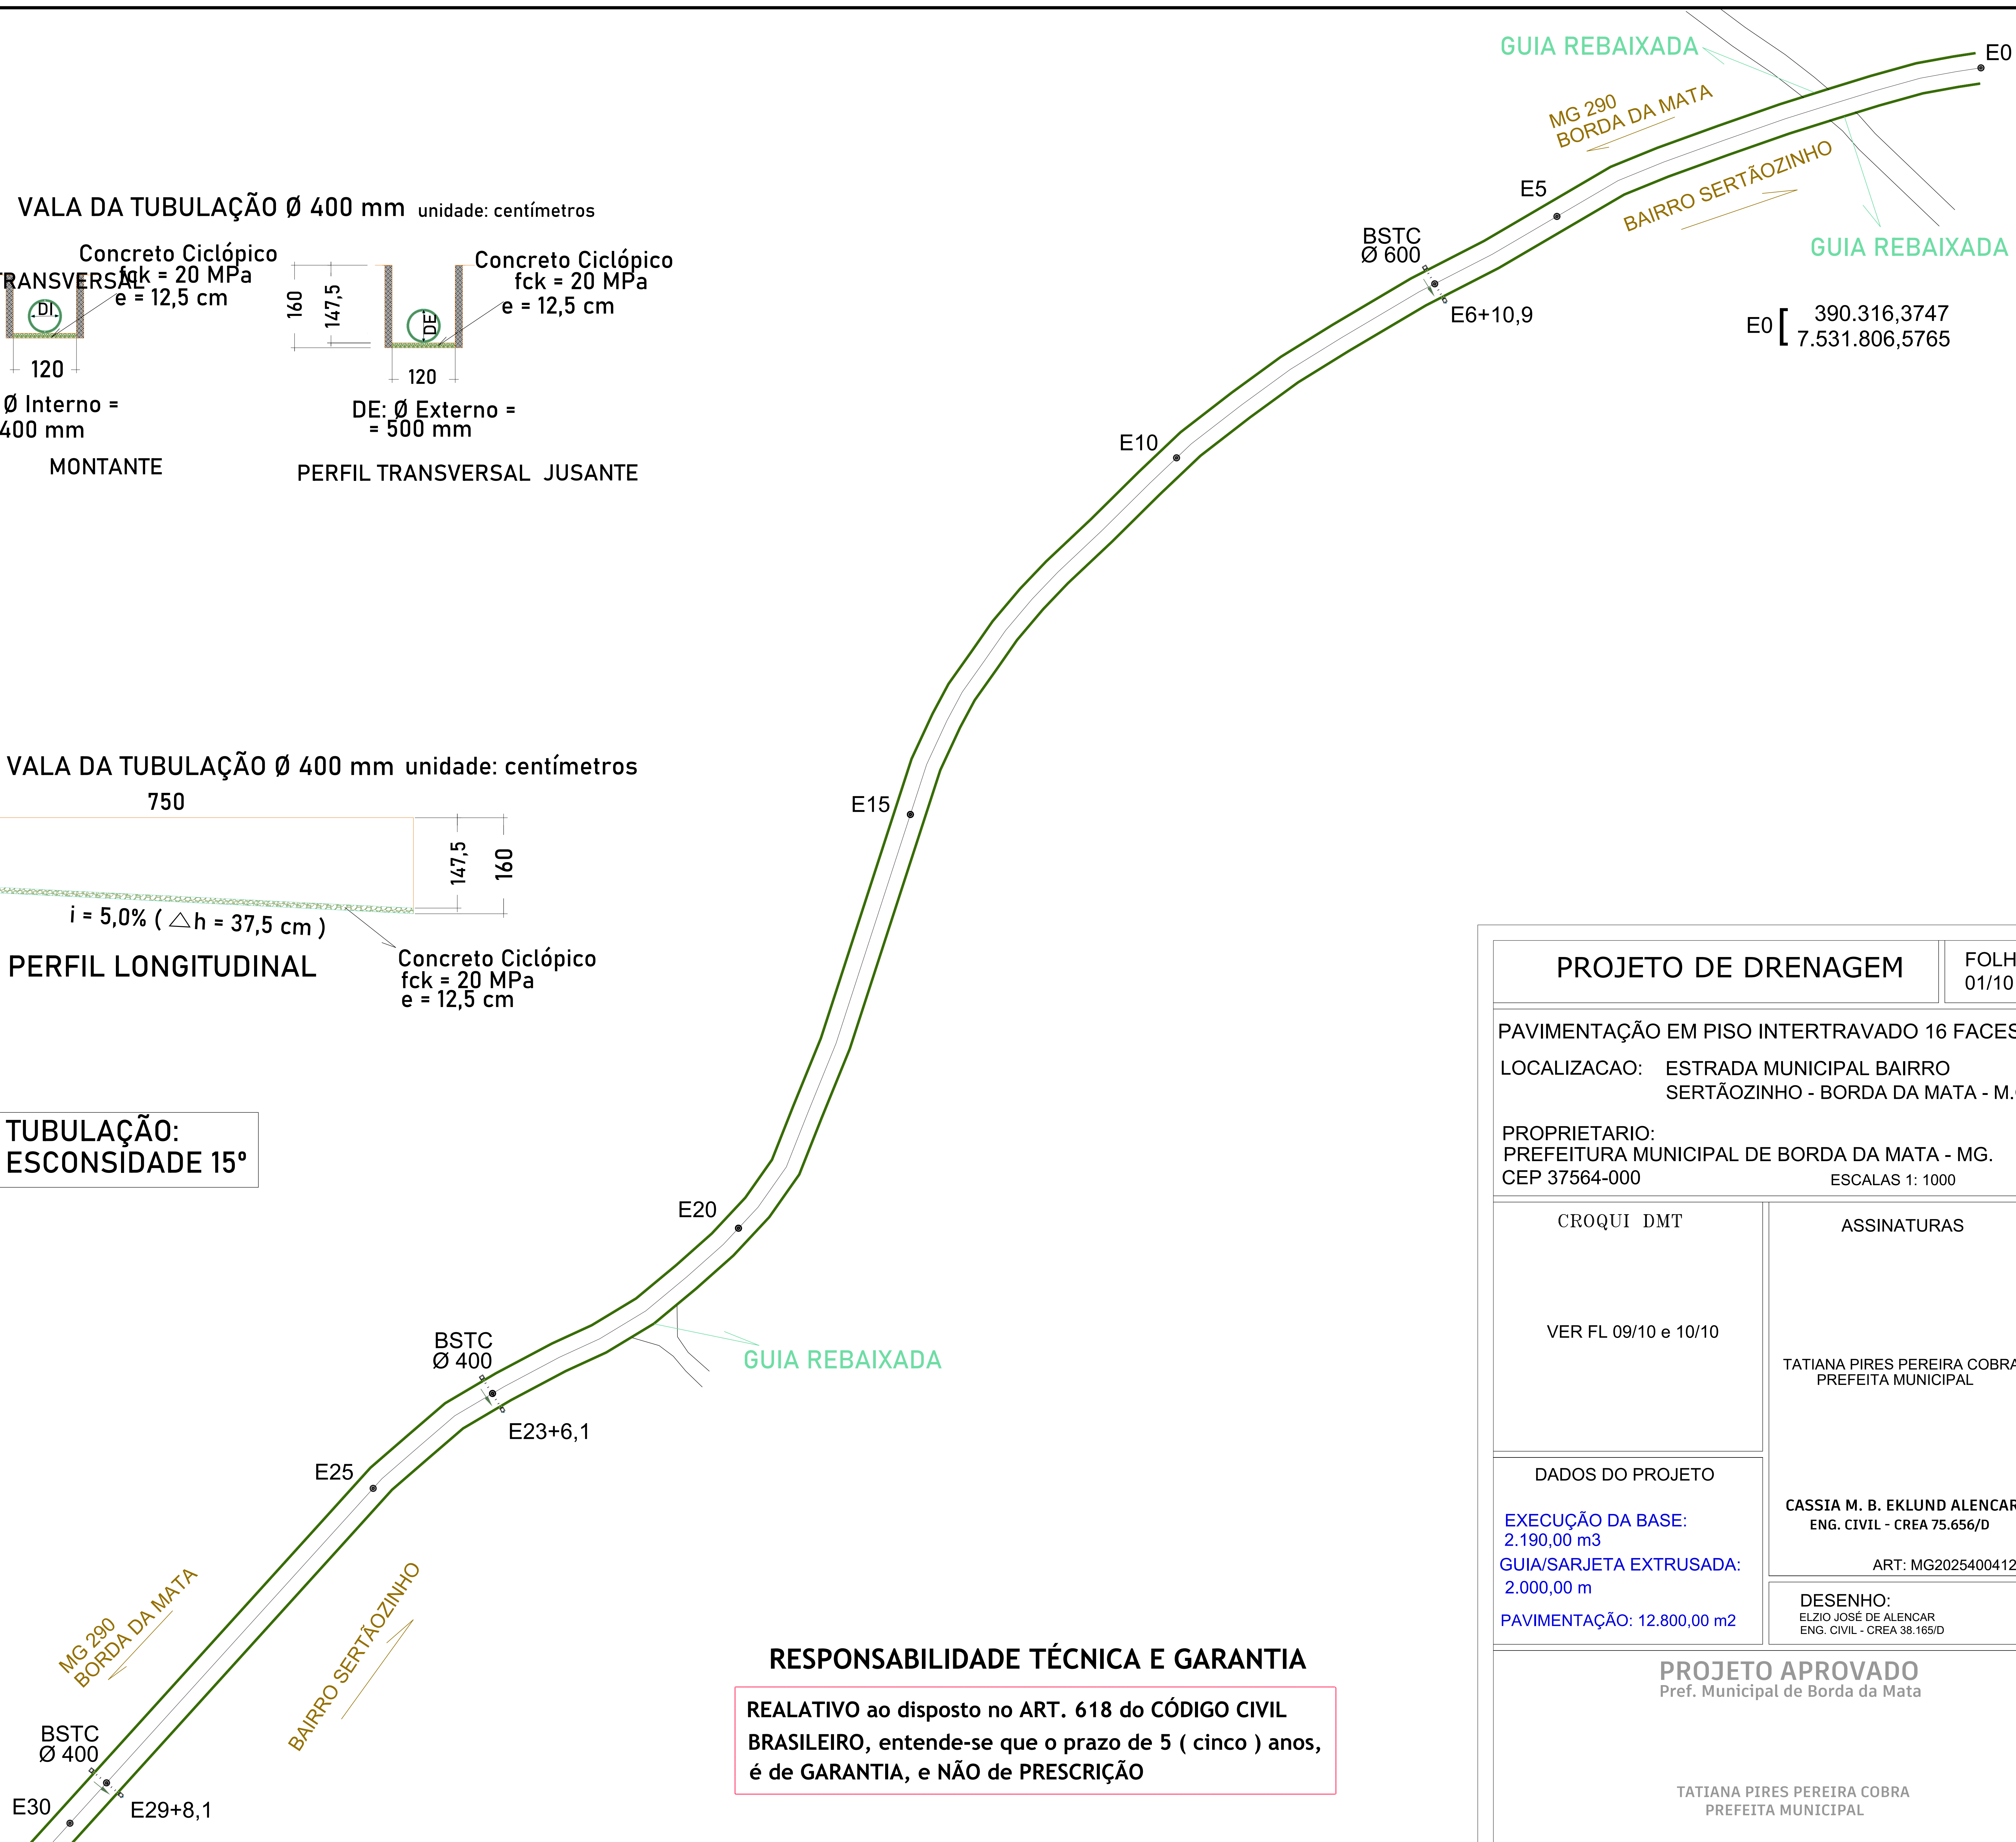 GUIA REBAIXADA
E0
MG 290
BORDA DA MATA
BAIRRO SERTÃOZINHO
E5
GUIA REBAIXADA
BSTC
Ø 600
E6+10,9
E0 [ 390.316,3747
7.531.806,5765
VALA DA TUBULAÇÃO Ø 400 mm unidade: centímetros
Concreto Ciclópico
fck = 20 MPa
e = 12,5 cm
TRANSVERSAL
DI
120
Ø Interno =
400 mm
MONTANTE
160
147,5
Concreto Ciclópico
fck = 20 MPa
e = 12,5 cm
DE
120
DE: Ø Externo =
= 500 mm
PERFIL TRANSVERSAL JUSANTE
E10
E15
VALA DA TUBULAÇÃO Ø 400 mm unidade: centímetros
750
147,5
160
i = 5,0% ( △h = 37,5 cm )
PERFIL LONGITUDINAL
Concreto Ciclópico
fck = 20 MPa
e = 12,5 cm
TUBULAÇÃO:
ESCONSIDADE 15º
E20
GUIA REBAIXADA
BSTC
Ø 400
E23+6,1
E25
MG 290
BORDA DA MATA
BAIRRO SERTÃOZINHO
BSTC
Ø 400
E30
E29+8,1
RESPONSABILIDADE TÉCNICA E GARANTIA
REALATIVO ao disposto no ART. 618 do CÓDIGO CIVIL
BRASILEIRO, entende-se que o prazo de 5 ( cinco ) anos,
é de GARANTIA, e NÃO de PRESCRIÇÃO
PROJETO DE DRENAGEM
FOLH
01/10
PAVIMENTAÇÃO EM PISO INTERTRAVADO 16 FACES
LOCALIZACAO: ESTRADA MUNICIPAL BAIRRO
SERTÃOZINHO - BORDA DA MATA - M.
PROPRIETARIO:
PREFEITURA MUNICIPAL DE BORDA DA MATA - MG.
CEP 37564-000 ESCALAS 1: 1000
CROQUI DMT
VER FL 09/10 e 10/10
ASSINATURAS
TATIANA PIRES PEREIRA COBRA
PREFEITA MUNICIPAL
CASSIA M. B. EKLUND ALENCAR
ENG. CIVIL - CREA 75.656/D
ART: MG2025400412
DADOS DO PROJETO
EXECUÇÃO DA BASE:
2.190,00 m3
GUIA/SARJETA EXTRUSADA:
2.000,00 m
PAVIMENTAÇÃO: 12.800,00 m2
DESENHO:
ELZIO JOSÉ DE ALENCAR
ENG. CIVIL - CREA 38.165/D
PROJETO APROVADO
Pref. Municipal de Borda da Mata
TATIANA PIRES PEREIRA COBRA
PREFEITA MUNICIPAL